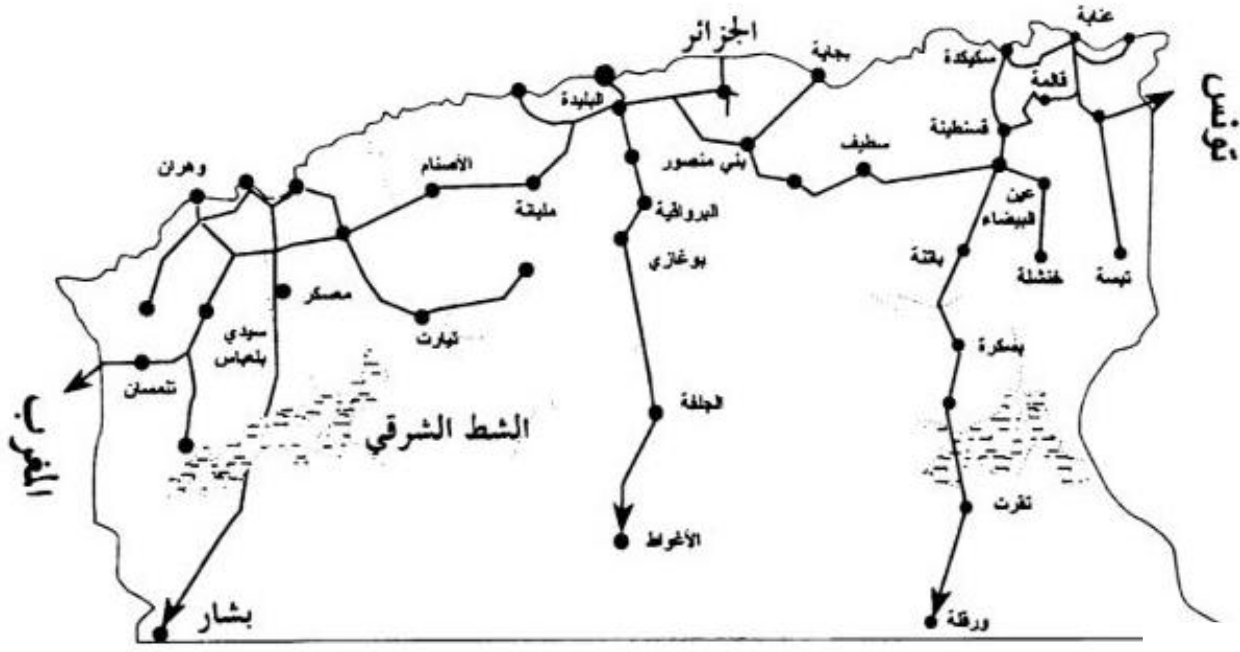 عنابة
الجزائر
سكيكدة
بجاية
قالمة
تونس
البليدة
قسنطينة
سطيف
بني منصور
الأصنام
وهران
عين
البيضاء
مليانة
البرواقية
باتنة
خنشلة
تبسة
بوغازي
معسكر
سيدي
بلعباس
تيارت
بسكرة
تلمسان
الجلفة
الشط الشرقي
المغرب
تقرت
الأغواط
بشار
ورقلة